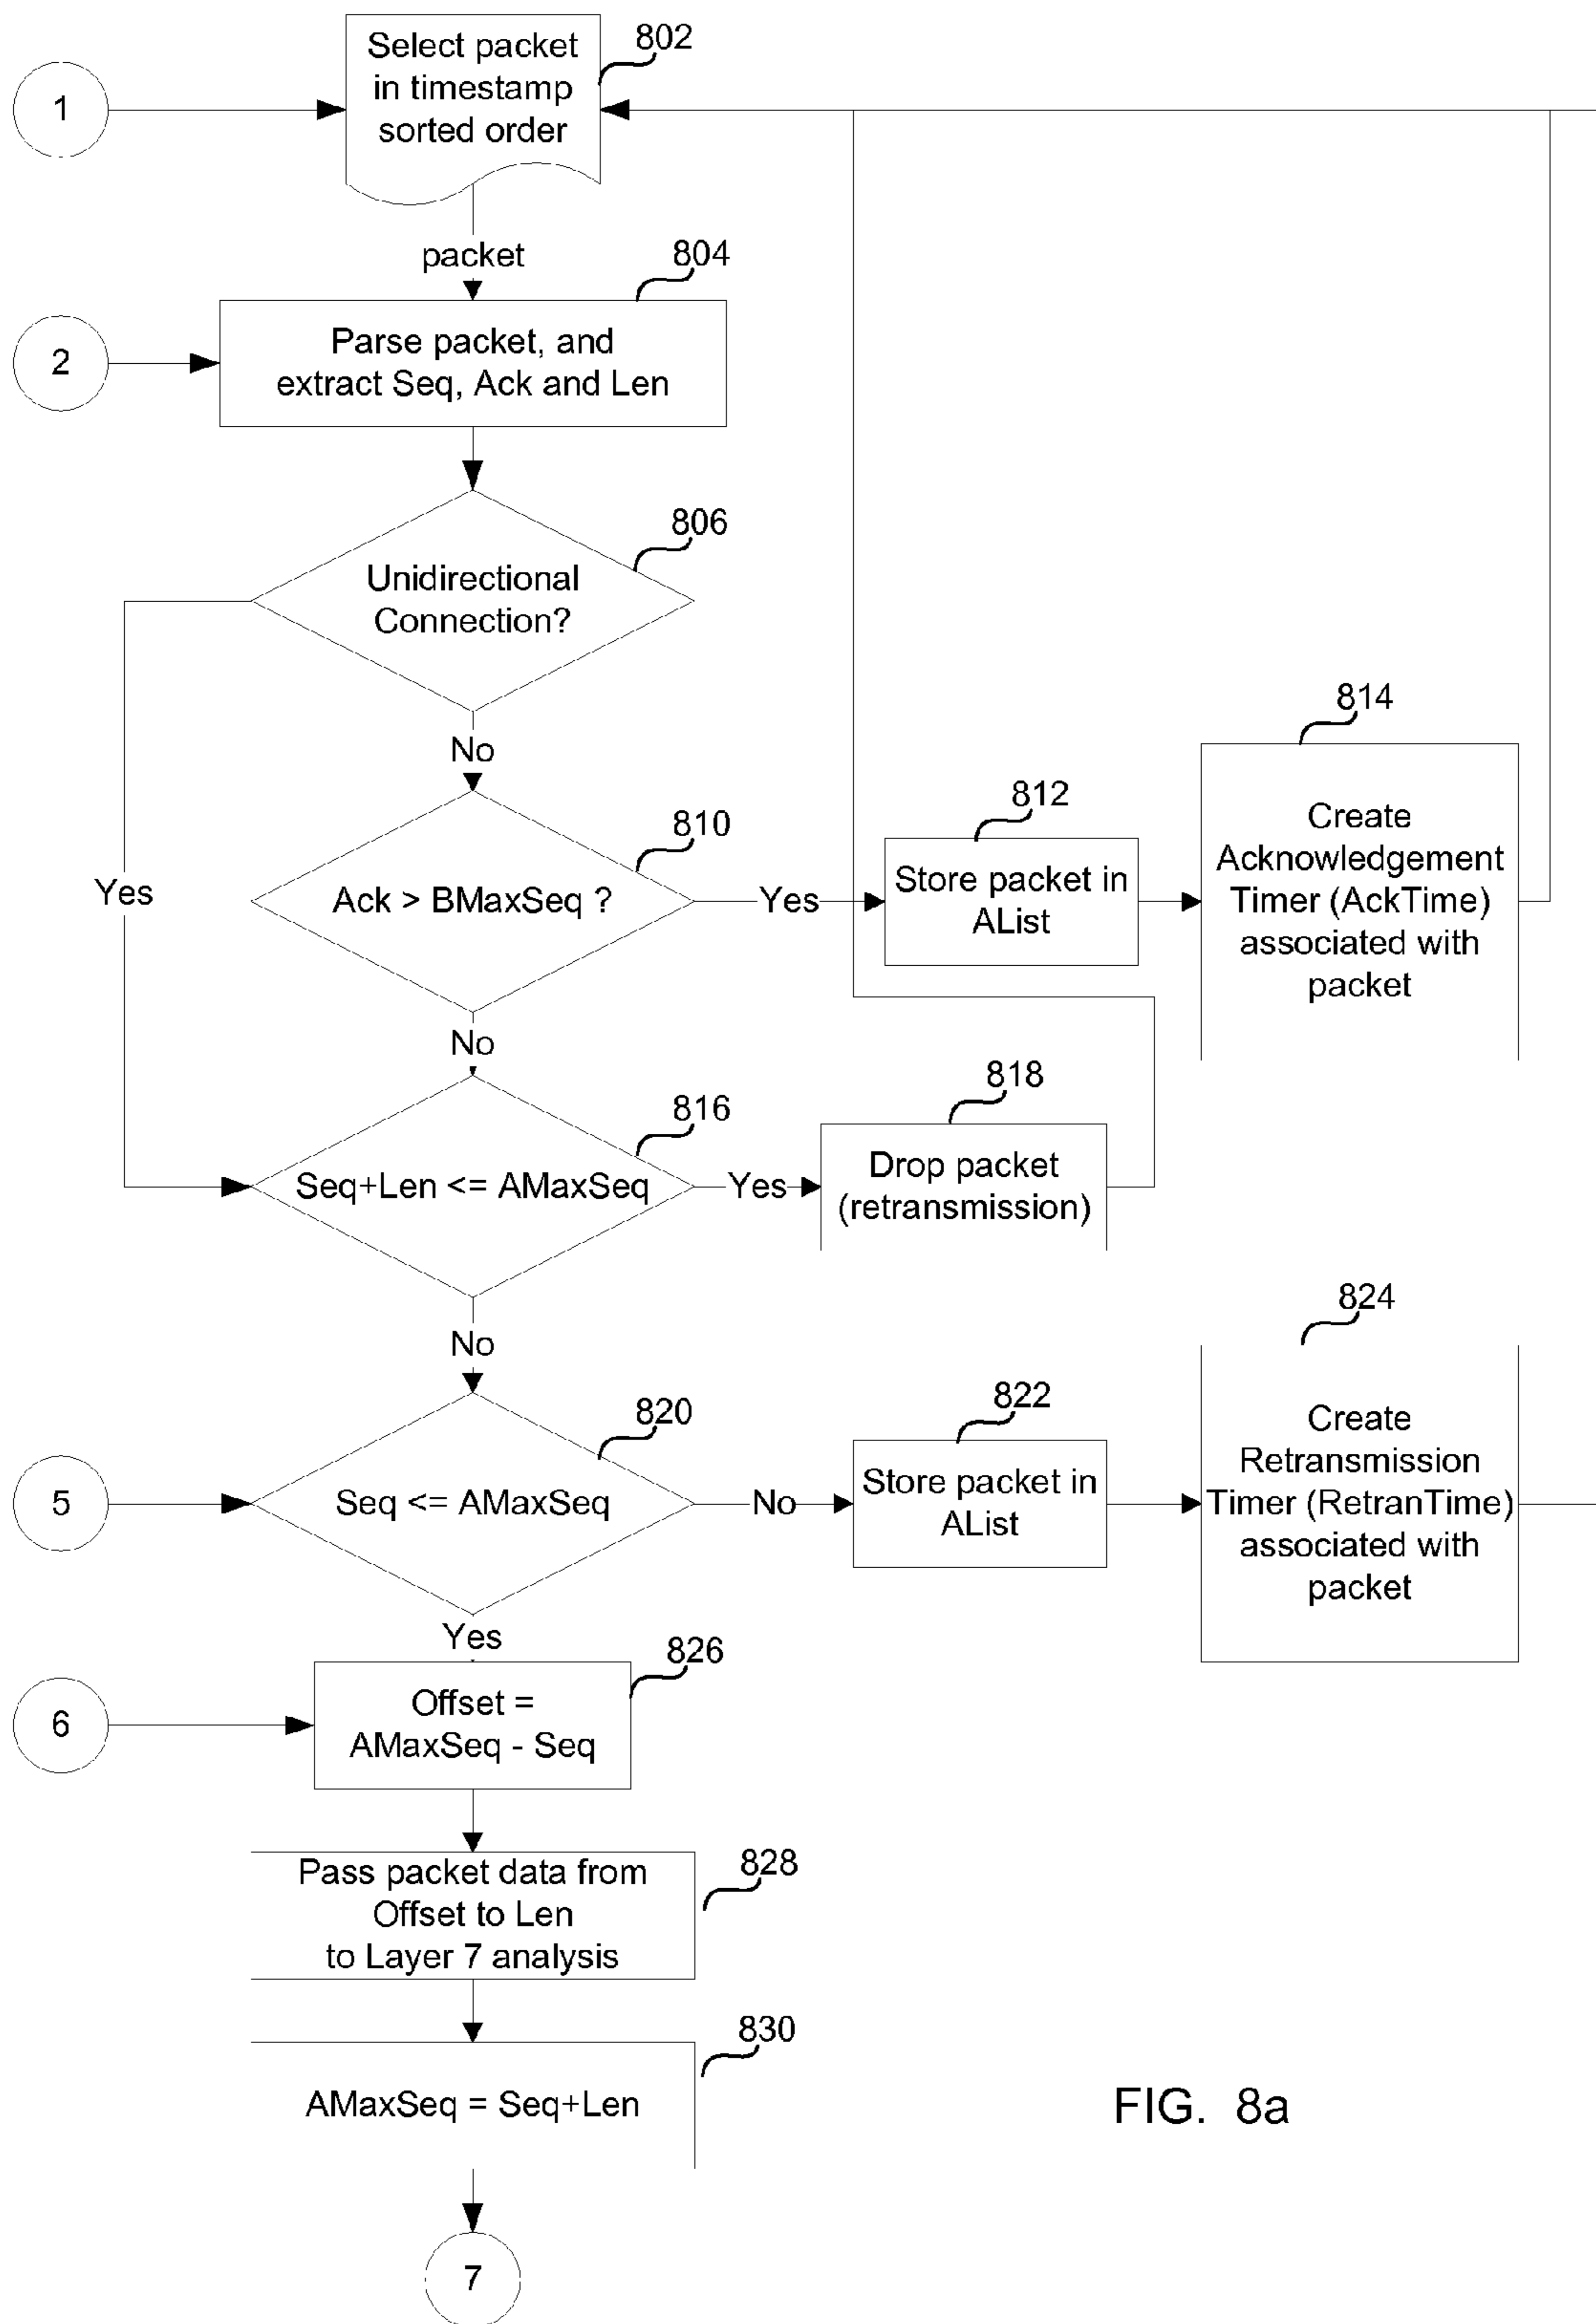 Select packet
in timestamp
sorted order
802
1
packet
804
Parse packet, and
extract Seq, Ack and Len
2
806
Unidirectional
Connection?
No
Yes
810
Ack > BMaxSeq ?
Yes
812
Store packet in
AList
814
Create
Acknowledgement
Timer (AckTime)
associated with
packet
No
816
Seq+Len <= AMaxSeq
Yes
818
Drop packet
(retransmission)
No
820
5
Seq <= AMaxSeq
No
822
Store packet in
AList
824
Create
Retransmission
Timer (RetranTime)
associated with
packet
Yes
826
6
Offset =
AMaxSeq - Seq
828
Pass packet data from
Offset to Len
to Layer 7 analysis
830
AMaxSeq = Seq+Len
FIG. 8a
7